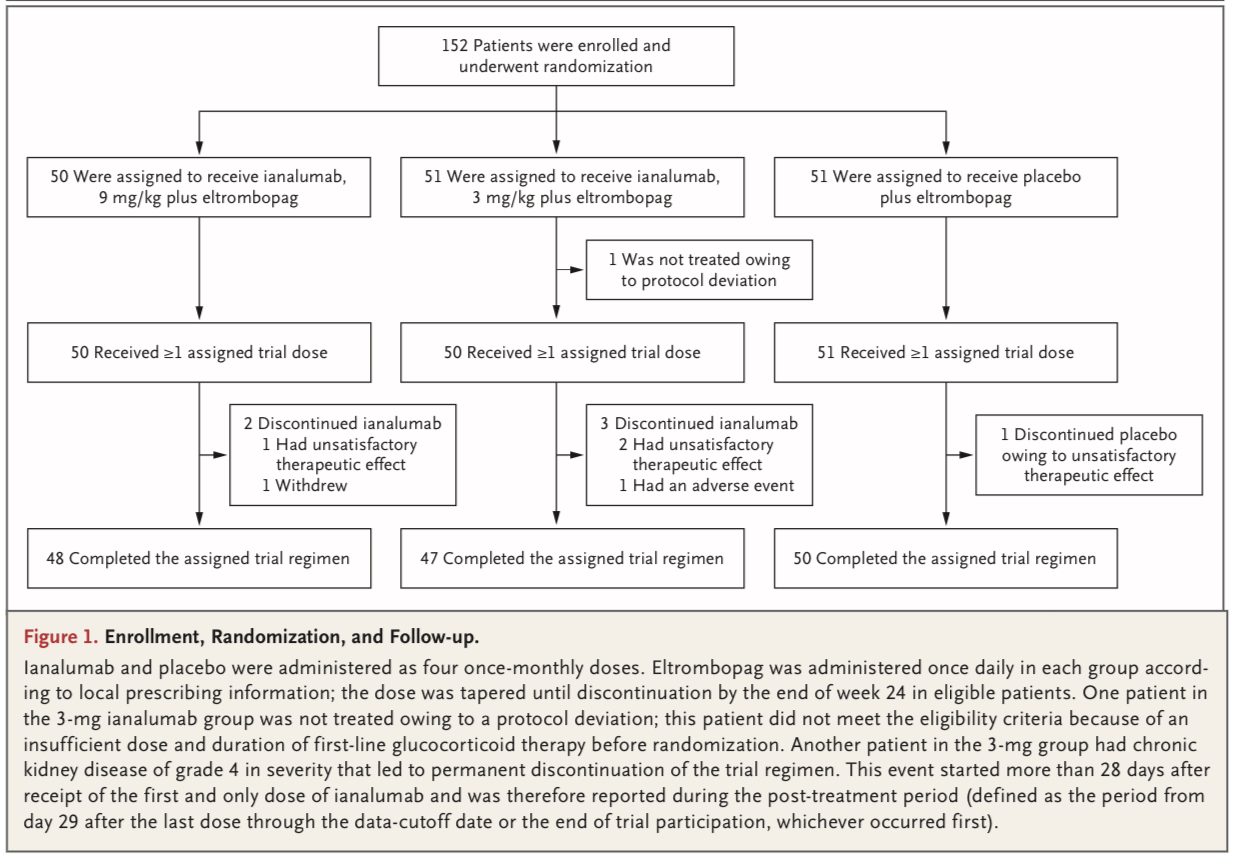 152 Patients were enrolled and
underwent randomization
50 Were assigned to receive ianalumab,
9 mg/kg plus eltrombopag
51 Were assigned to receive ianalumab,
3 mg/kg plus eltrombopag
51 Were assigned to receive placebo
plus eltrombopag
1 Was not treated owing
to protocol deviation
50 Received ≥1 assigned trial dose
50 Received ≥1 assigned trial dose
51 Received ≥1 assigned trial dose
2 Discontinued ianalumab
1 Had unsatisfactory
therapeutic effect
1 Withdrew
3 Discontinued ianalumab
2 Had unsatisfactory
therapeutic effect
1 Had an adverse event
1 Discontinued placebo
owing to unsatisfactory
therapeutic effect
48 Completed the assigned trial regimen
47 Completed the assigned trial regimen
50 Completed the assigned trial regimen
Figure 1. Enrollment, Randomization, and Follow-up.
Ianalumab and placebo were administered as four once-monthly doses. Eltrombopag was administered once daily in each group accord-
ing to local prescribing information; the dose was tapered until discontinuation by the end of week 24 in eligible patients. One patient in
the 3-mg ianalumab group was not treated owing to a protocol deviation; this patient did not meet the eligibility criteria because of an
insufficient dose and duration of first-line glucocorticoid therapy before randomization. Another patient in the 3-mg group had chronic
kidney disease of grade 4 in severity that led to permanent discontinuation of the trial regimen. This event started more than 28 days after
receipt of the first and only dose of ianalumab and was therefore reported during the post-treatment period (defined as the period from
day 29 after the last dose through the data-cutoff date or the end of trial participation, whichever occurred first).